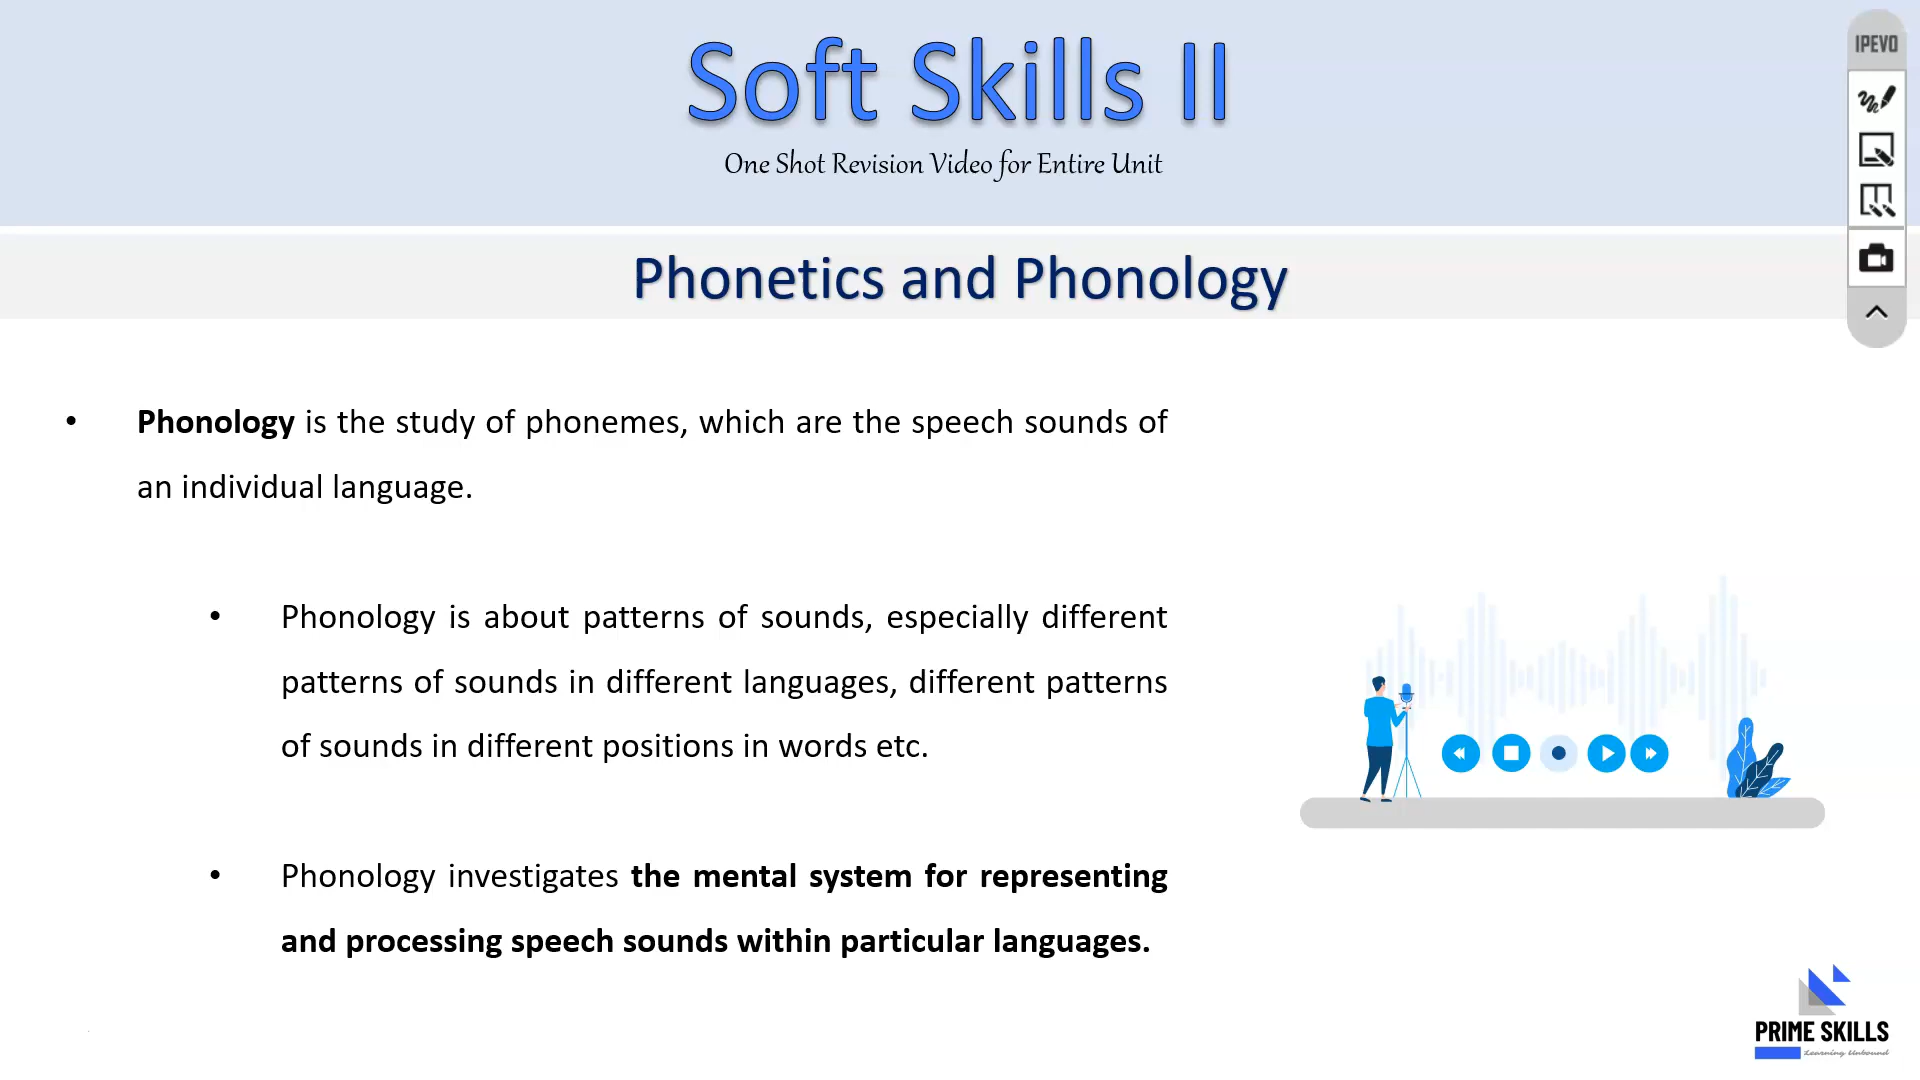 Soft Skills II
One Shot Revision Video for Entire Unit
IPEVO
Phonetics and Phonology
• Phonology is the study of phonemes, which are the speech sounds of
an individual language.
• Phonology is about patterns of sounds, especially different
patterns of sounds in different languages, different patterns
of sounds in different positions in words etc.
• Phonology investigates the mental system for representing
and processing speech sounds within particular languages.
PRIME SKILLS
Learning Unbound